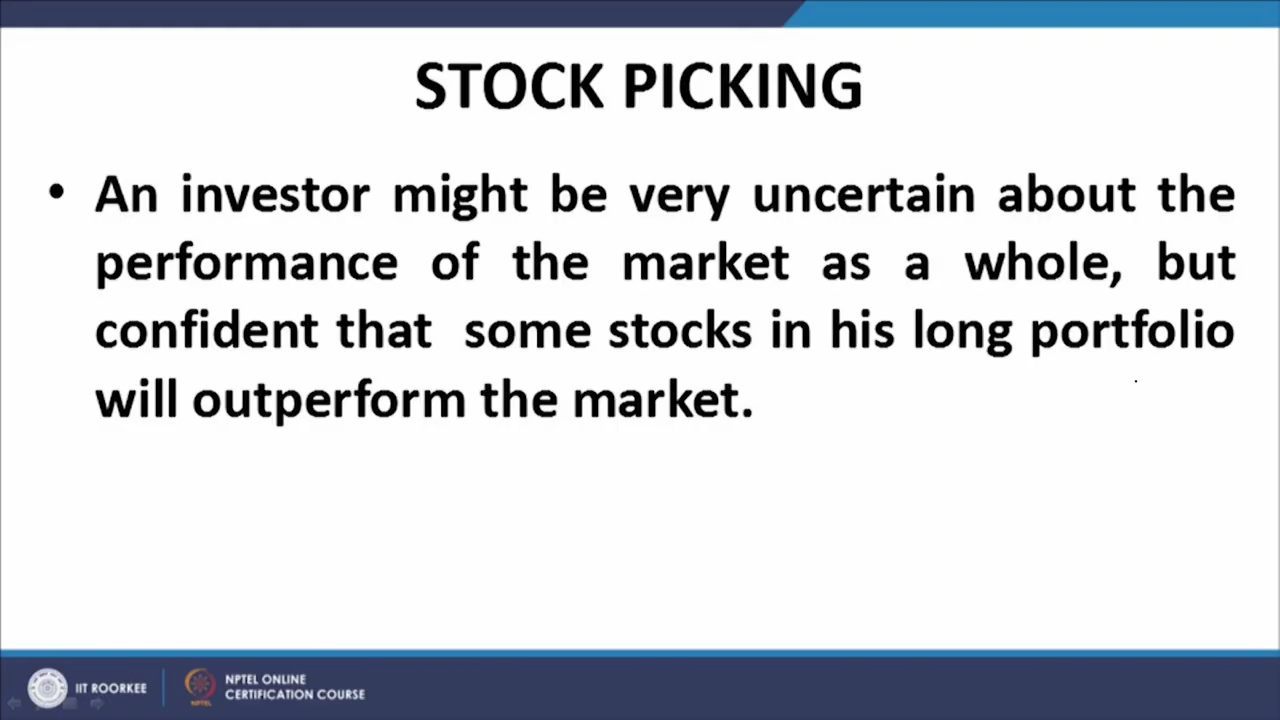 STOCK PICKING
• An investor might be very uncertain about the
performance of the market as a whole, but
confident that some stocks in his long portfolio
will outperform the market.
IIT ROORKEE
NPTEL ONLINE
CERTIFICATION COURSE
NPTEL